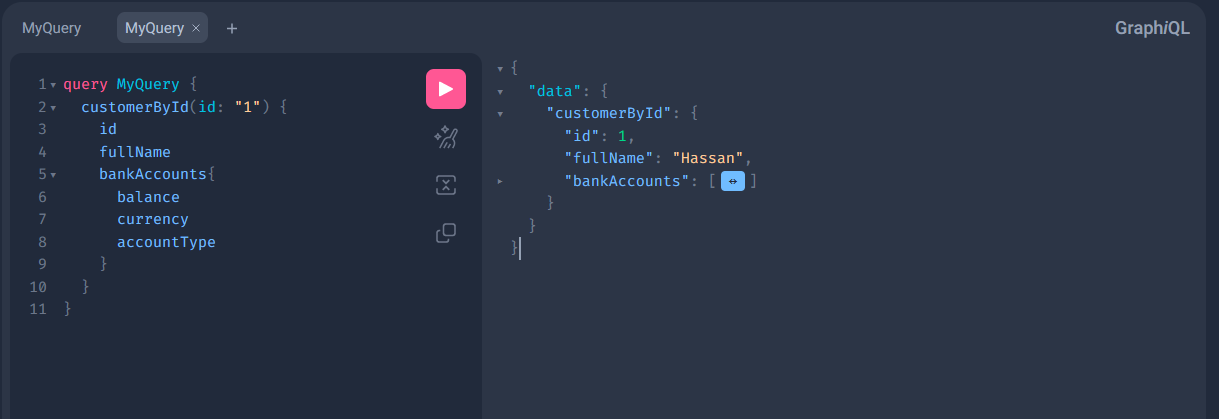 MyQuery
MyQuery ×
+
GraphiQL
1 query MyQuery {
2 customerById(id: "1") {
3 id
4 fullName
5 bankAccounts{
6 balance
7 currency
8 accountType
9 }
10 }
11 }
{
"data": {
"customerById": {
"id": 1,
"fullName": "Hassan",
"bankAccounts": [↔]
}
}
}